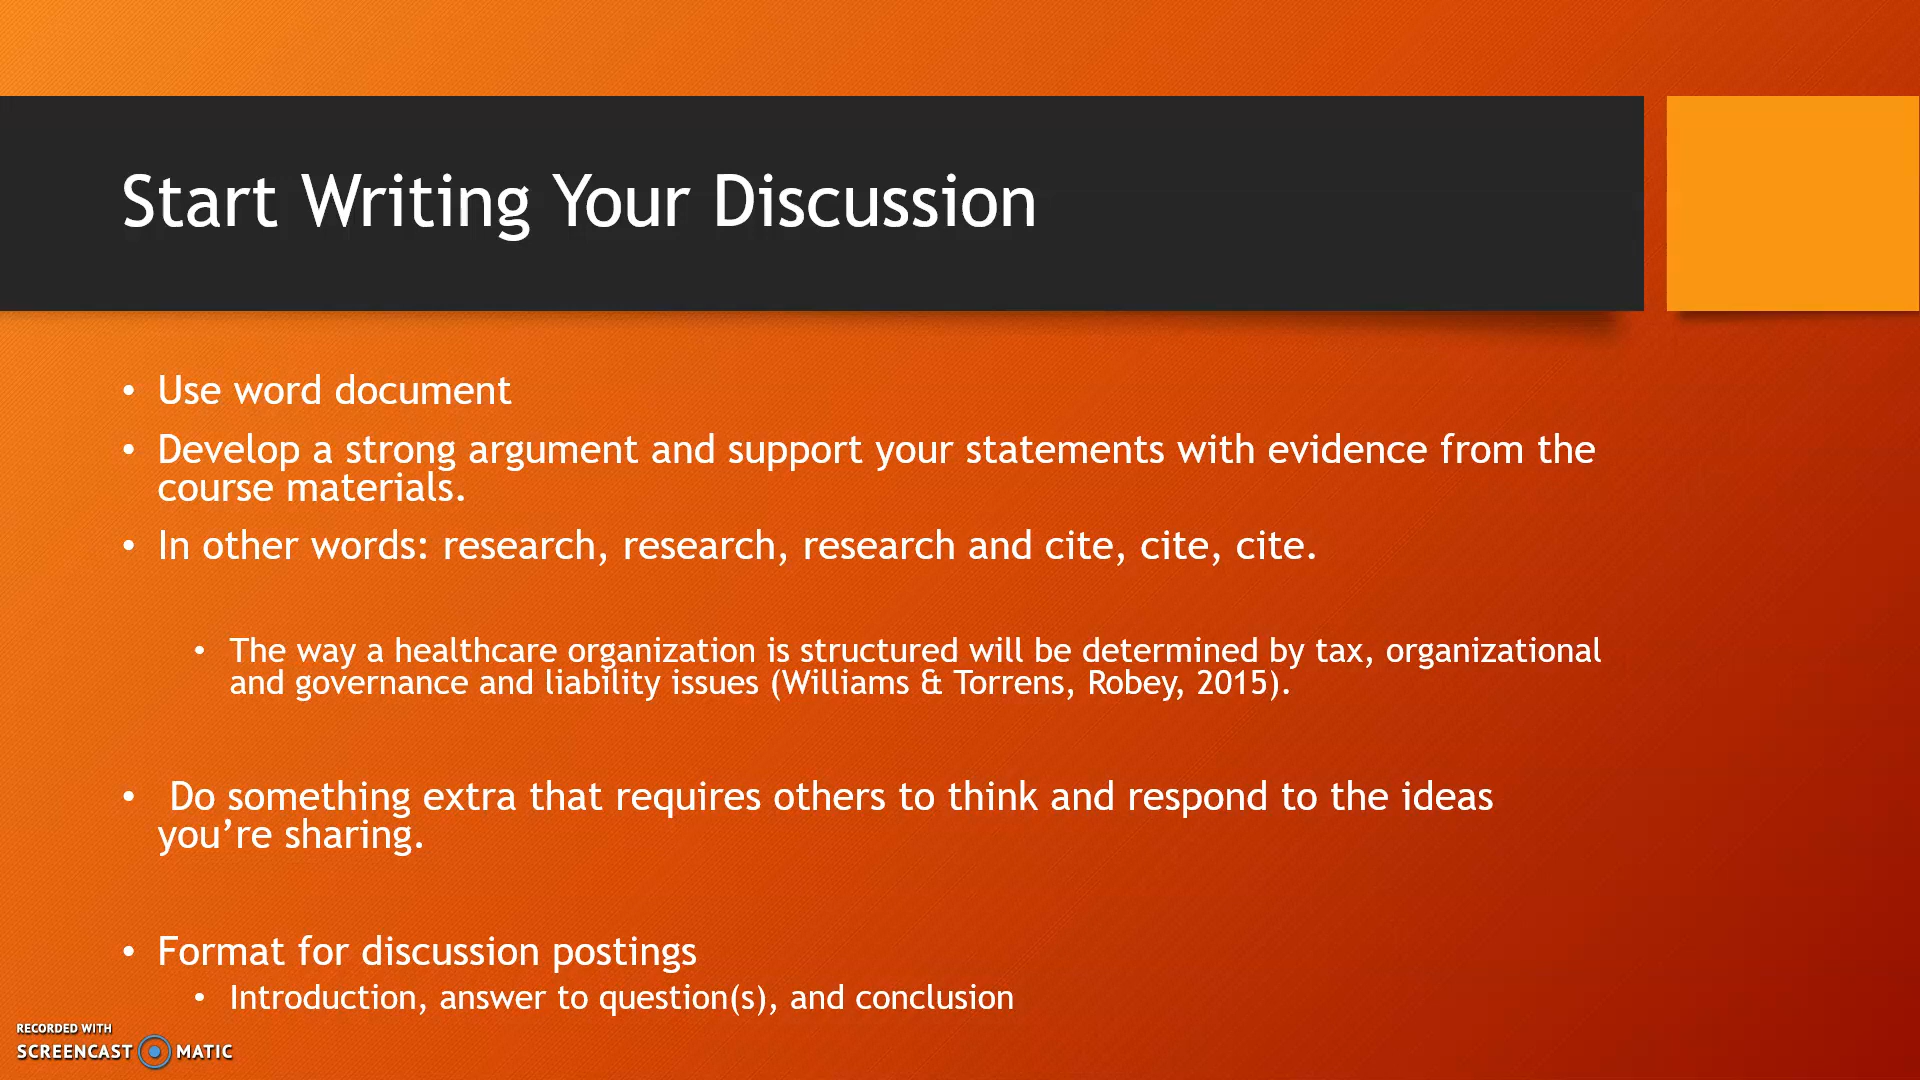 Start Writing Your Discussion
• Use word document
• Develop a strong argument and support your statements with evidence from the
course materials.
• In other words: research, research, research and cite, cite, cite.
• The way a healthcare organization is structured will be determined by tax, organizational
and governance and liability issues (Williams & Torrens, Robey, 2015).
• Do something extra that requires others to think and respond to the ideas
you’re sharing.
• Format for discussion postings
• Introduction, answer to question(s), and conclusion
RECORDED WITH
SCREENCAST MATIC